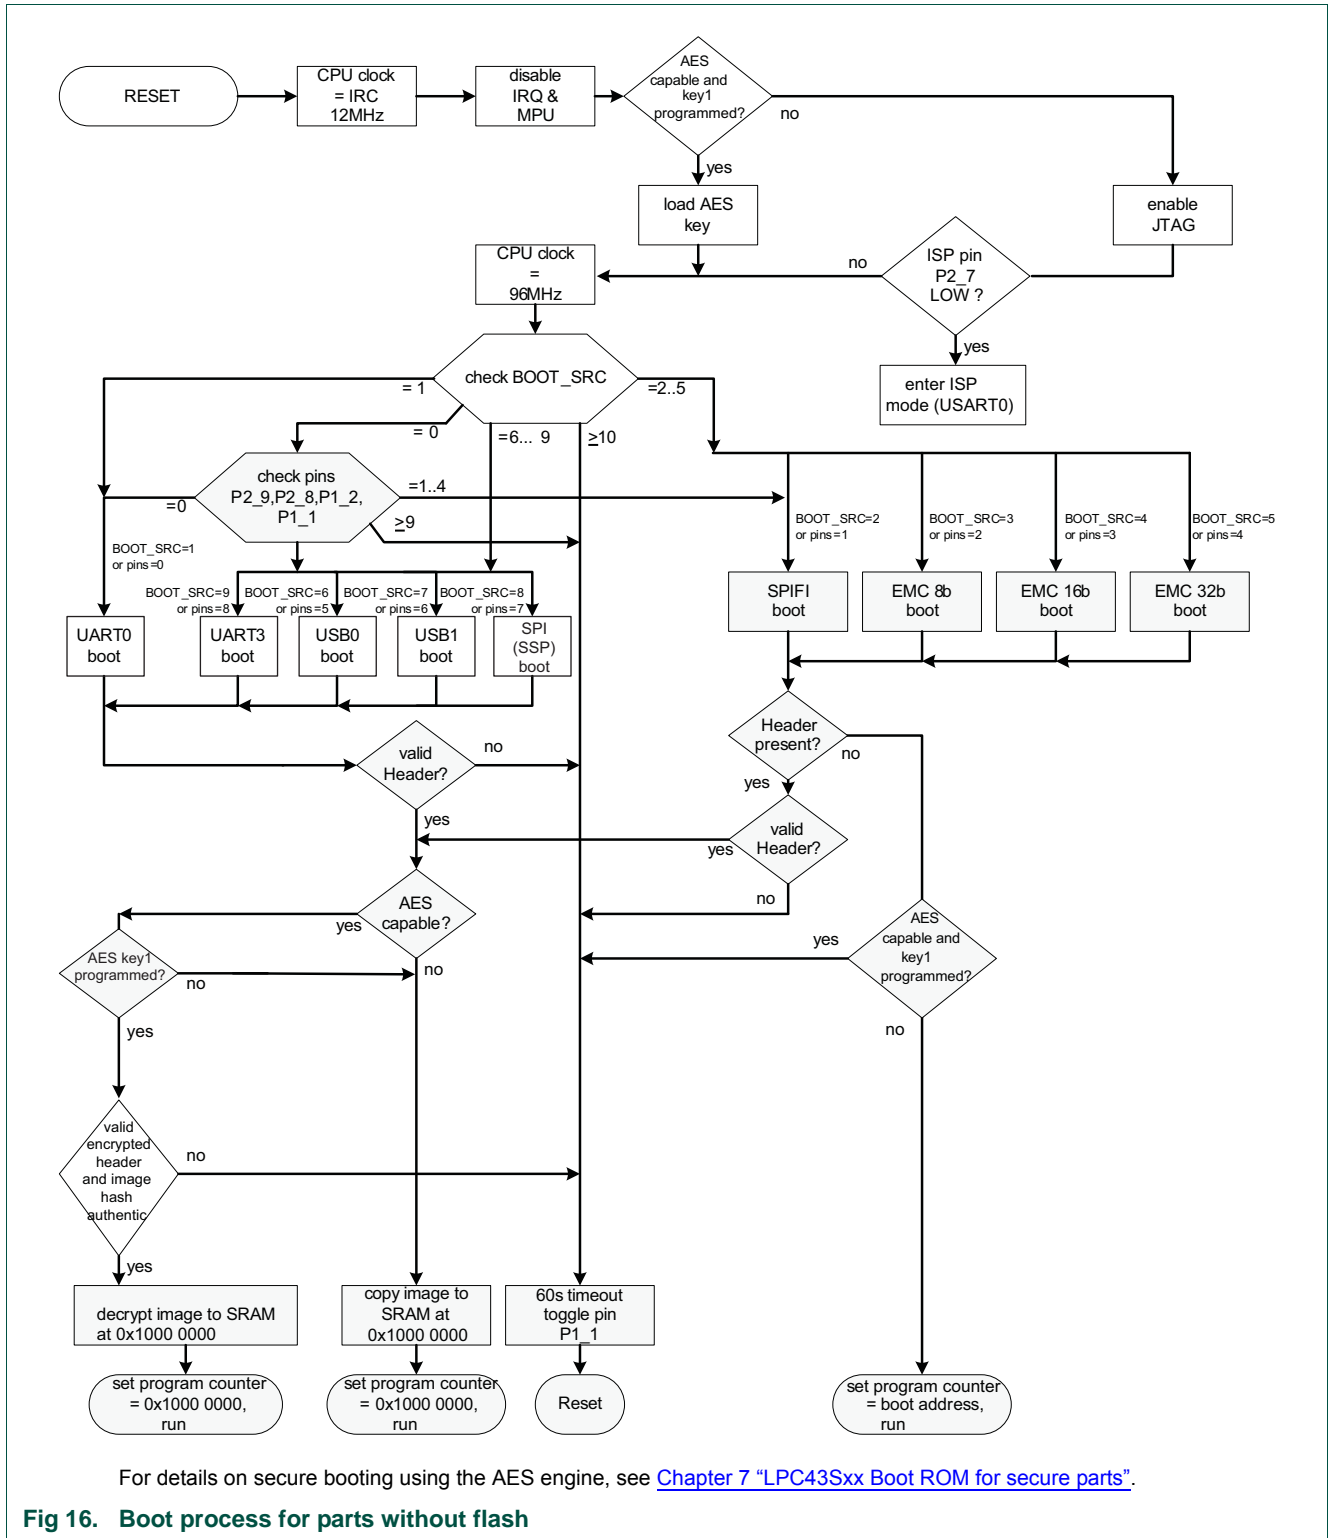 RESET
CPU clock
= IRC
12MHz
disable
IRQ &
MPU
AES
capable and
key1
programmed?
no
yes
load AES
key
enable
JTAG
ISP pin
P2_7
LOW ?
no
yes
enter ISP
mode (USART0)
CPU clock
=
96MHz
check BOOT_SRC
= 1
= 0
=6... 9
≥10
=2..5
check pins
P2_9,P2_8,P1_2,
P1_1
=0
=1..4
≥9
BOOT_SRC=1
or pins=0
BOOT_SRC=9
or pins=8
BOOT_SRC=6
or pins=5
BOOT_SRC=7
or pins=6
BOOT_SRC=8
or pins=7
BOOT_SRC=2
or pins=1
BOOT_SRC=3
or pins=2
BOOT_SRC=4
or pins=3
BOOT_SRC=5
or pins=4
UART0
boot
UART3
boot
USB0
boot
USB1
boot
SPI
(SSP)
boot
SPIFI
boot
EMC 8b
boot
EMC 16b
boot
EMC 32b
boot
valid
Header?
no
yes
Header
present?
no
yes
valid
Header?
yes
no
AES
capable?
yes
no
AES key1
programmed?
no
yes
AES
capable and
key1
programmed?
yes
no
valid
encrypted
header
and image
hash
authentic
no
yes
decrypt image to SRAM
at 0x1000 0000
copy image to
SRAM at
0x1000 0000
60s timeout
toggle pin
P1_1
set program counter
= 0x1000 0000,
run
set program counter
= 0x1000 0000,
run
Reset
set program counter
= boot address,
run
For details on secure booting using the AES engine, see Chapter 7 “LPC43Sxx Boot ROM for secure parts”.
Fig 16. Boot process for parts without flash